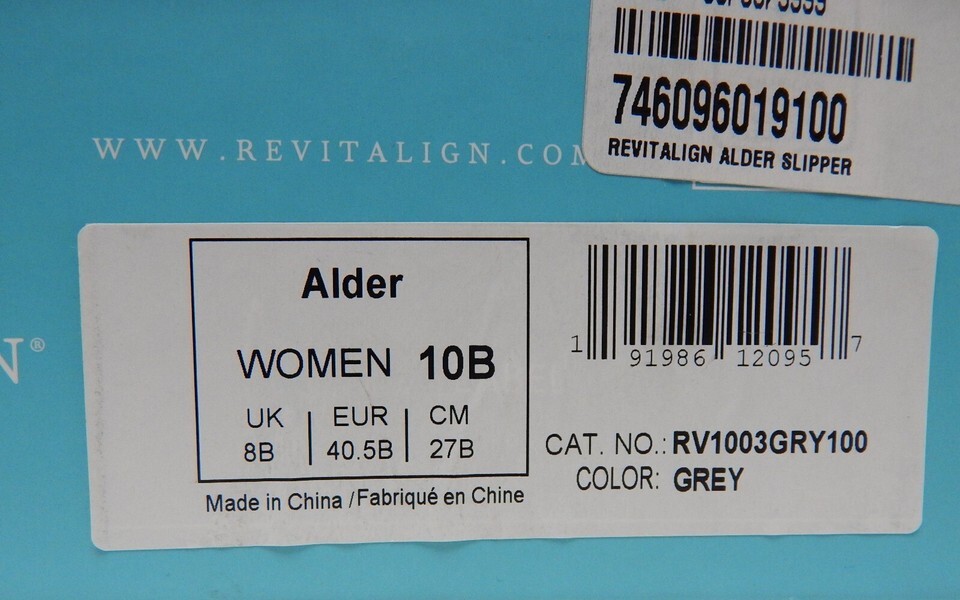 746096019100
REVITALIGN ALDER SLIPPER
WWW.REVITALIGN.COM
N®
Alder
WOMEN 10B
UK | EUR | CM
8B | 40.5B | 27B
Made in China / Fabriqué en Chine
1 91986 12095 7
CAT. NO.: RV1003GRY100
COLOR: GREY